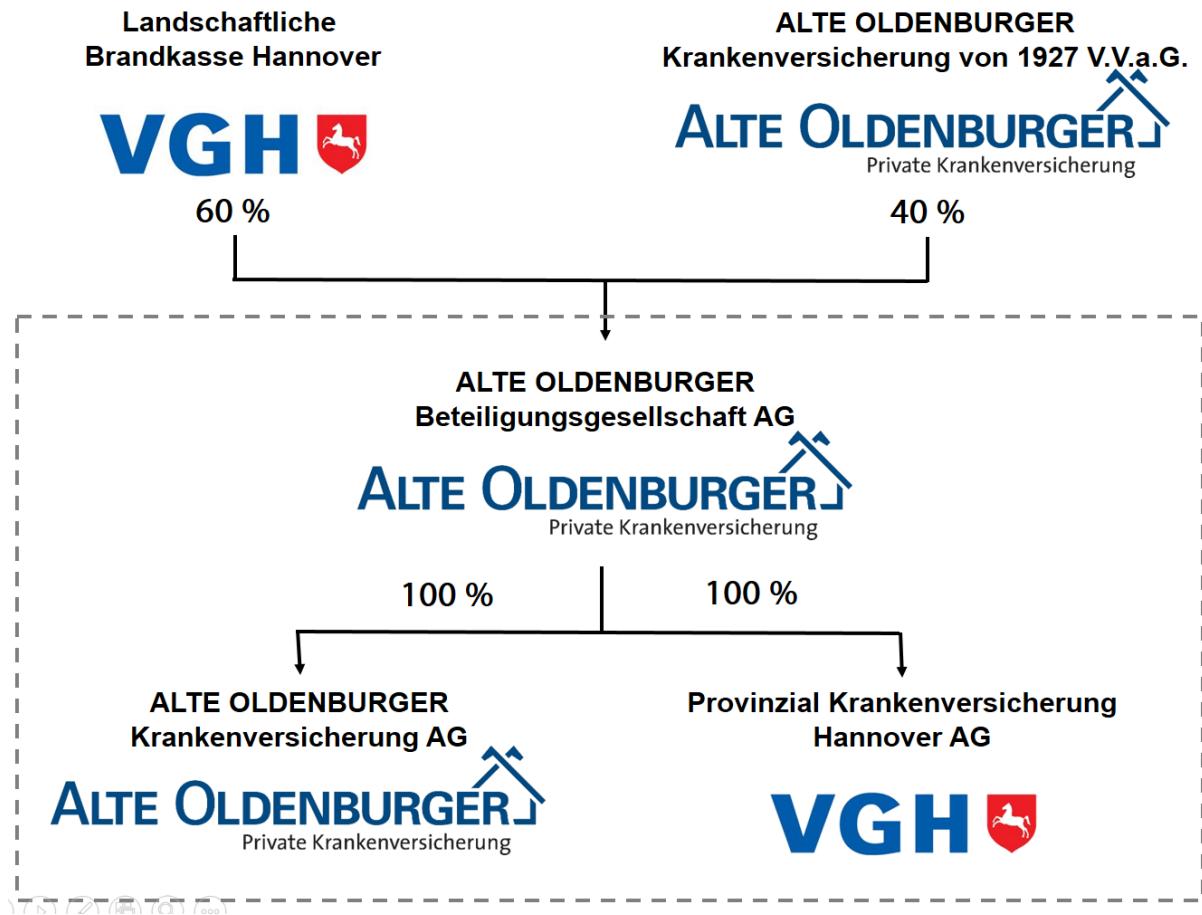 Landschaftliche
Brandkasse Hannover
VGH
60 %
ALTE OLDENBURGER
Krankenversicherung von 1927 V.V.a.G.
ALTE OLDENBURGER
Private Krankenversicherung
40 %
ALTE OLDENBURGER
Beteiligungsgesellschaft AG
ALTE OLDENBURGER
Private Krankenversicherung
100 %
100 %
ALTE OLDENBURGER
Krankenversicherung AG
ALTE OLDENBURGER
Private Krankenversicherung
Provinzial Krankenversicherung
Hannover AG
VGH